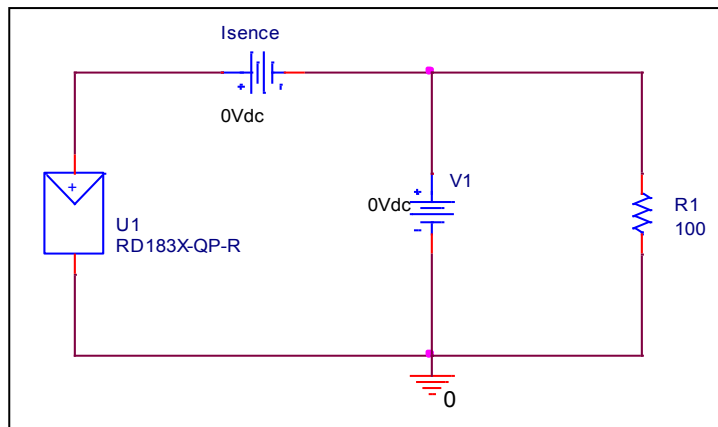 Isence
+
0Vdc
+
U1
RD183X-QP-R
+
0Vdc
-
V1
R1
100
0